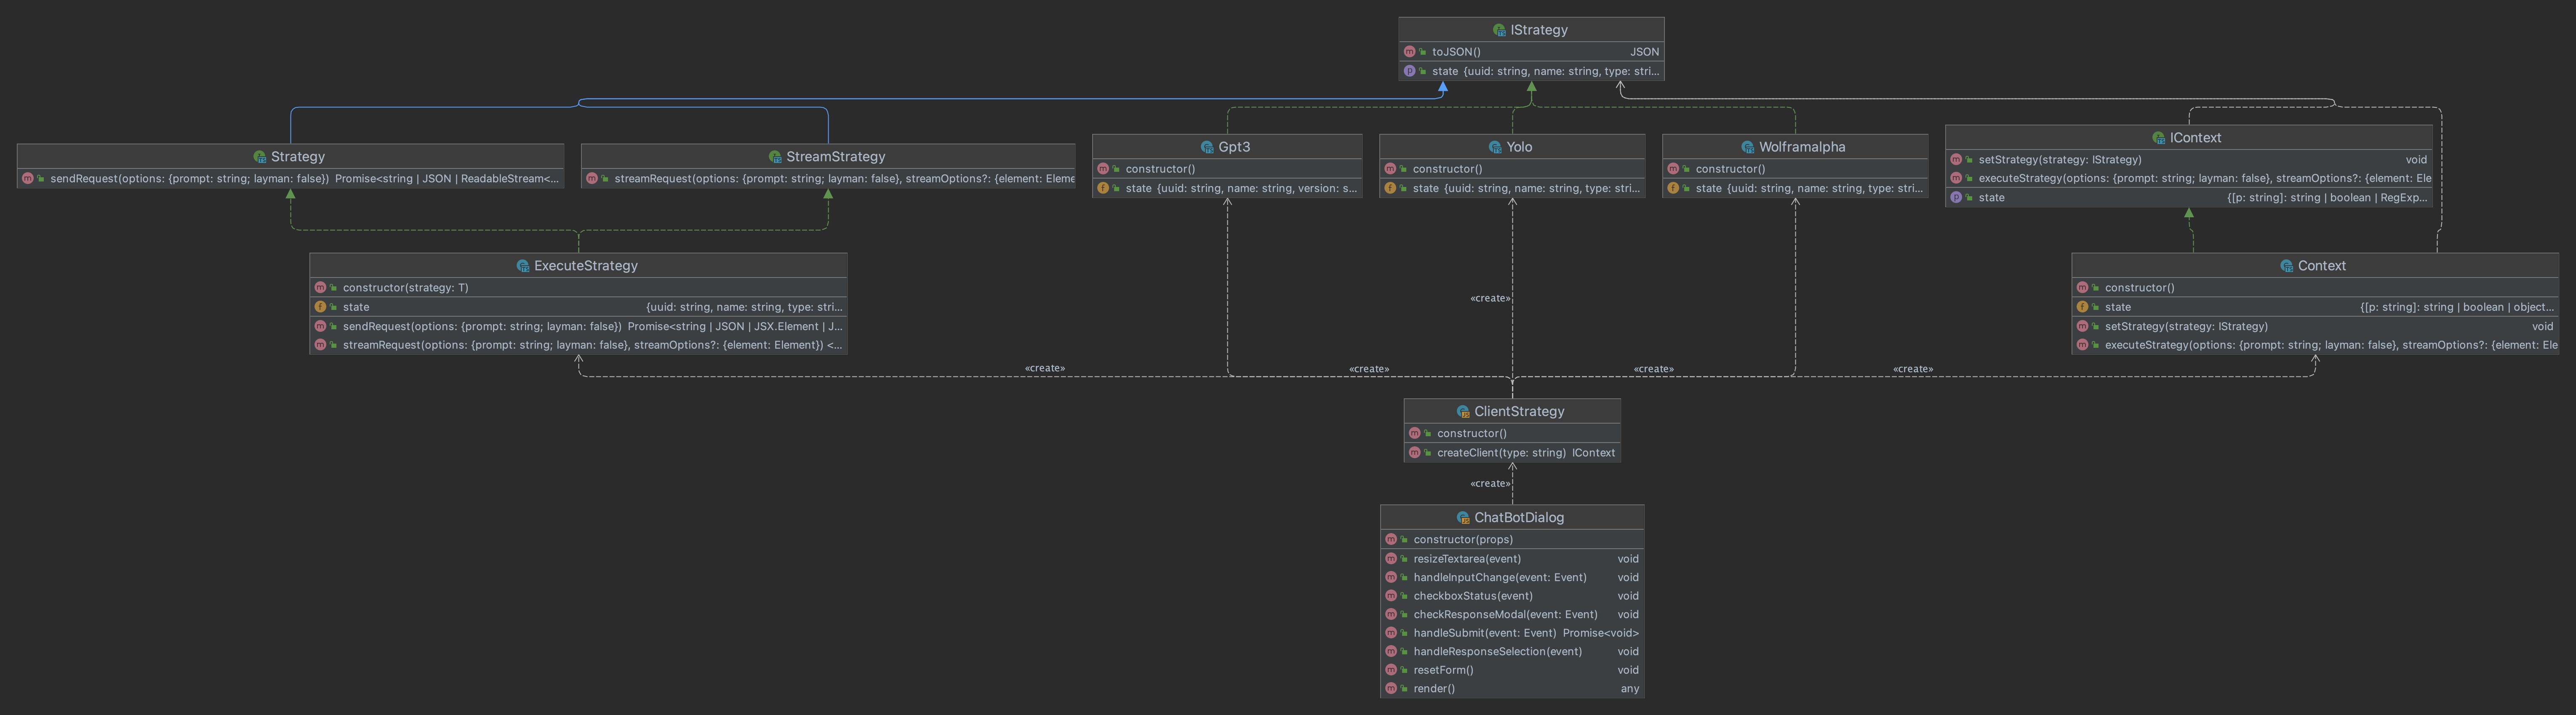 IStrategy
toJSON() JSON
state {uuid: string, name: string, type: stri...
Strategy
sendRequest(options: {prompt: string; layman: false}) Promise<string | JSON | ReadableStream<...
StreamStrategy
streamRequest(options: {prompt: string; layman: false}, streamOptions?: {element: Eleme
Gpt3
constructor()
state {uuid: string, name: string, version: s...
Yolo
constructor()
state {uuid: string, name: string, type: stri...
Wolframalpha
constructor()
state {uuid: string, name: string, type: stri...
IContext
setStrategy(strategy: IStrategy) void
executeStrategy(options: {prompt: string; layman: false}, streamOptions?: {element: Ele
state {[p: string]: string | boolean | RegExp...
ExecuteStrategy
constructor(strategy: T)
state {uuid: string, name: string, type: stri...
sendRequest(options: {prompt: string; layman: false}) Promise<string | JSON | JSX.Element | J...
streamRequest(options: {prompt: string; layman: false}, streamOptions?: {element: Element}) <...
Context
constructor()
state {[p: string]: string | boolean | object...
setStrategy(strategy: IStrategy) void
executeStrategy(options: {prompt: string; layman: false}, streamOptions?: {element: Ele
«create»
«create»
«create»
«create»
«create»
ClientStrategy
constructor()
createClient(type: string) IContext
«create»
ChatBotDialog
constructor(props)
resizeTextarea(event) void
handleInputChange(event: Event) void
checkboxStatus(event) void
checkResponseModal(event: Event) void
handleSubmit(event: Event) Promise<void>
handleResponseSelection(event) void
resetForm() void
render() any